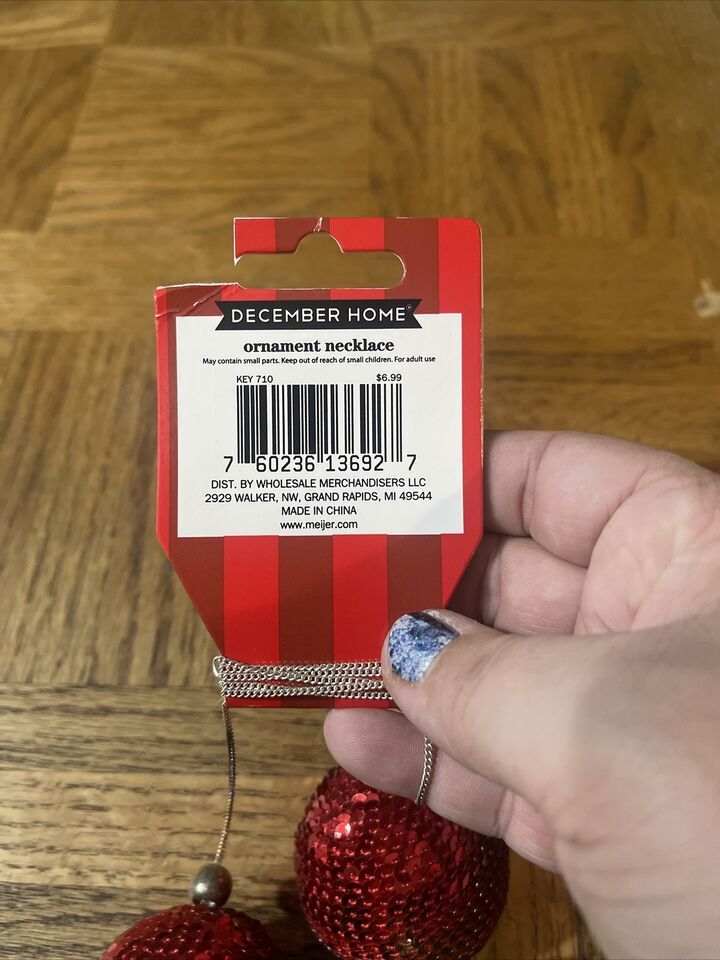 DECEMBER HOME®
ornament necklace
May contain small parts. Keep out of reach of small children. For adult use
KEY 710 $6.99
7 60236 13692 7
DIST. BY WHOLESALE MERCHANDISERS LLC
2929 WALKER, NW, GRAND RAPIDS, MI 49544
MADE IN CHINA
www.meijer.com